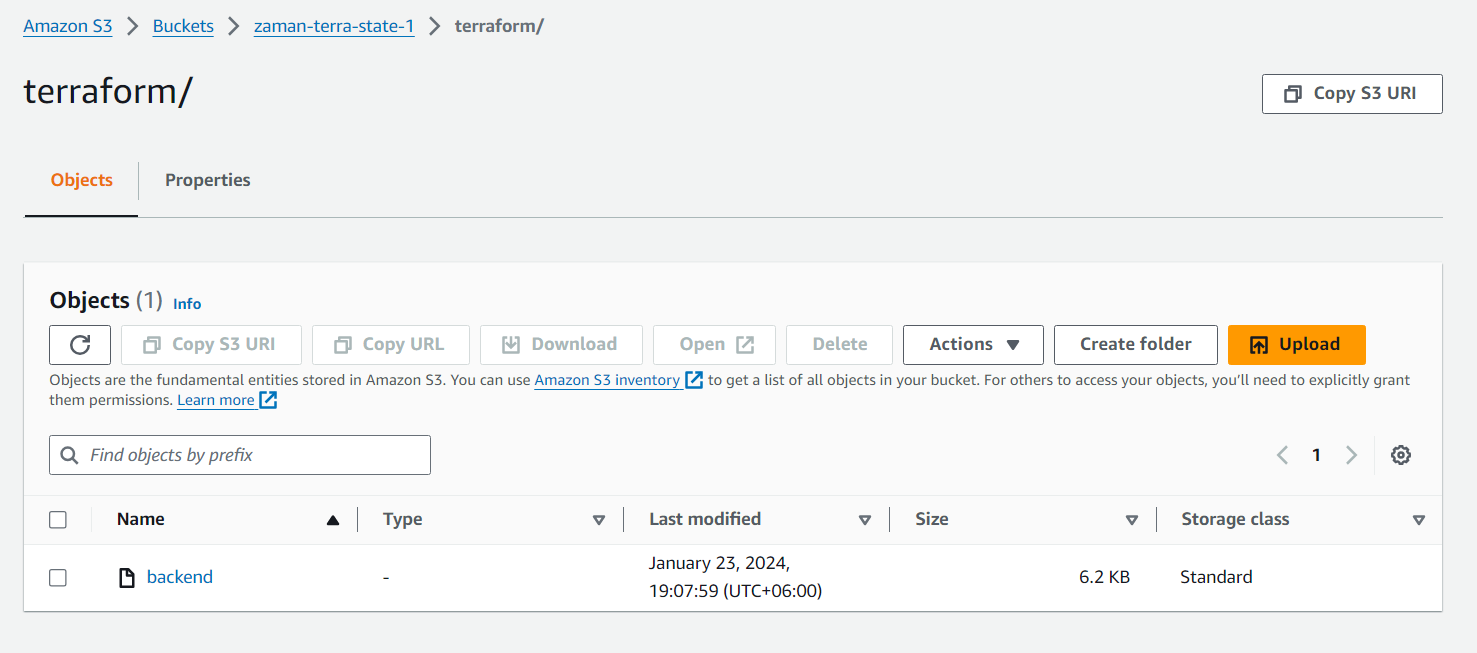 Amazon S3 > Buckets > zaman-terra-state-1 > terraform/
terraform/
Copy S3 URI
Objects Properties
Objects (1) Info
Copy S3 URI Copy URL Download Open Delete Actions Create folder Upload
Objects are the fundamental entities stored in Amazon S3. You can use Amazon S3 inventory to get a list of all objects in your bucket. For others to access your objects, you’ll need to explicitly grant
them permissions. Learn more
Find objects by prefix
1
Name Type Last modified Size Storage class
backend - January 23, 2024, 6.2 KB Standard
19:07:59 (UTC+06:00)